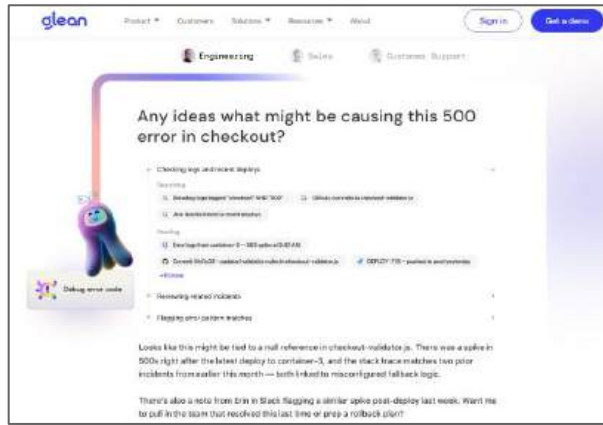 glean
Product Customers Solutions Resources About
Sign in
Get a demo
Engineering Sales Customer Support
Any ideas what might be causing this 500
error in checkout?
Checking logs and recent deploys
Searching
Reading
Debug error code
Reviewing related incidents
Flagging error pattern matches
Looks like this might be tied to a null reference in checkout-validator.js. There was a spike in
500s right after the latest deploy to container-3, and the stack trace matches two prior
incidents from earlier this month — both linked to misconfigured fallback logic.
There's also a note from Erin in Slack flagging a similar spike post-deploy last week. Want me
to pull in the team that resolved this last time or prep a rollback plan?